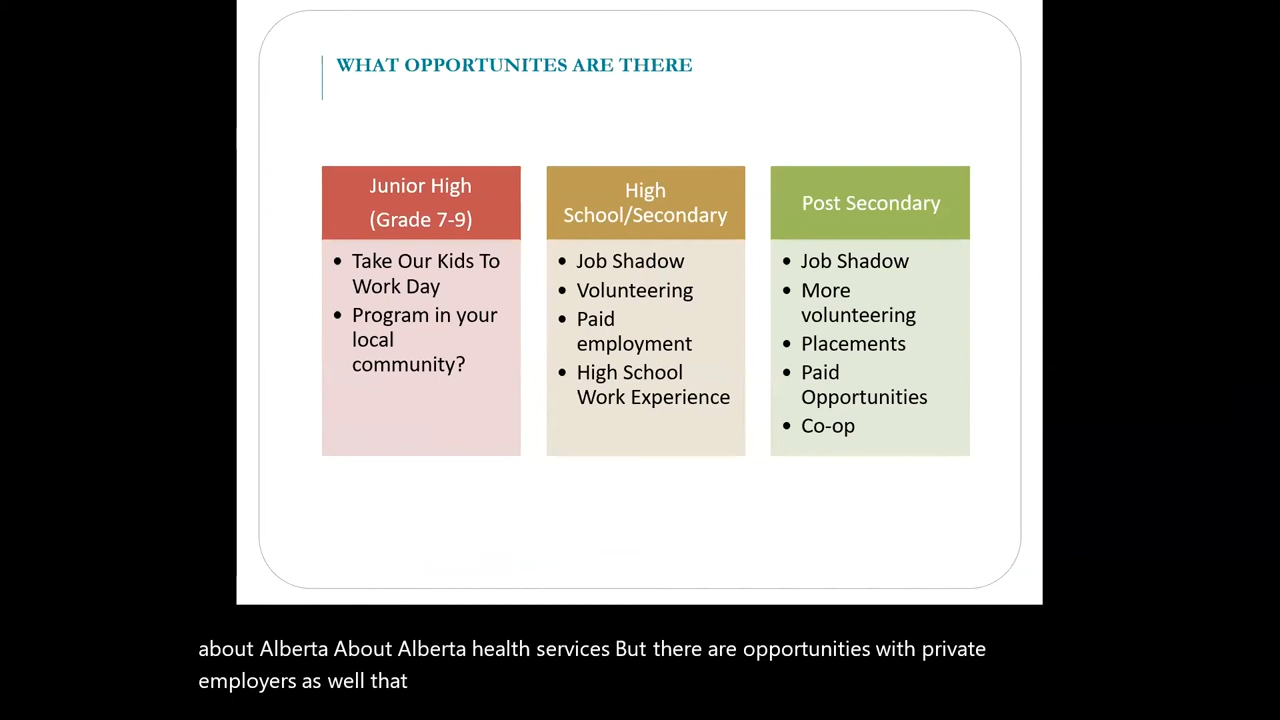 WHAT OPPORTUNITES ARE THERE
Junior High
(Grade 7-9)
• Take Our Kids To
Work Day
• Program in your
local
community?
High
School/Secondary
• Job Shadow
• Volunteering
• Paid
employment
• High School
Work Experience
Post Secondary
• Job Shadow
• More
volunteering
• Placements
• Paid
Opportunities
• Co-op
about Alberta About Alberta health services But there are opportunities with private
employers as well that